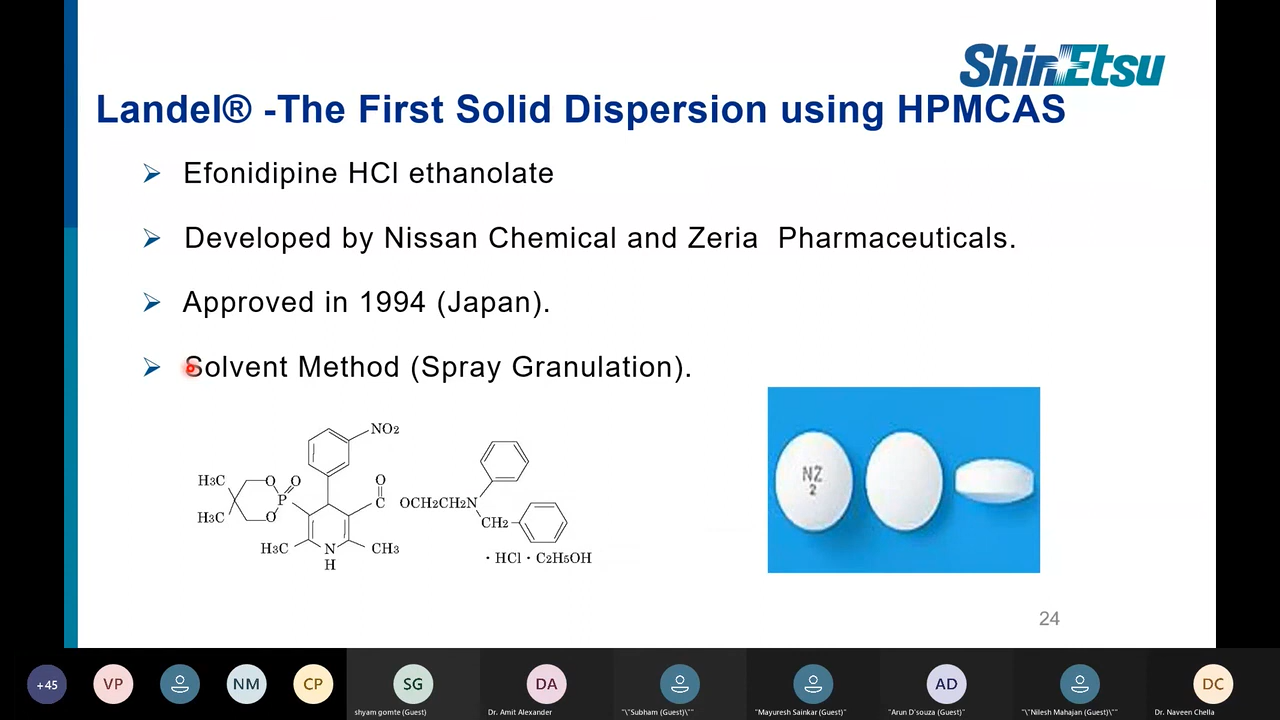 ShinEtsu
Landel® -The First Solid Dispersion using HPMCAS
Efonidipine HCl ethanolate
Developed by Nissan Chemical and Zeria Pharmaceuticals.
Approved in 1994 (Japan).
Solvent Method (Spray Granulation).
NO2
H3C
O
O
P
O
O
C
OCH2CH2N
H3C
O
CH2
H3C
N
H
CH3
· HCl · C2H5OH
NZ
2
24
+45
VP
NM
CP
SG
DA
AD
DC
shyam gomte (Guest)
Dr. Amit Alexander
"\"Subham (Guest)\""
"Mayuresh Sainkar (Guest)"
"Arun D'souza (Guest)"
"\"Nilesh Mahajan (Guest)\""
Dr. Naveen Chella